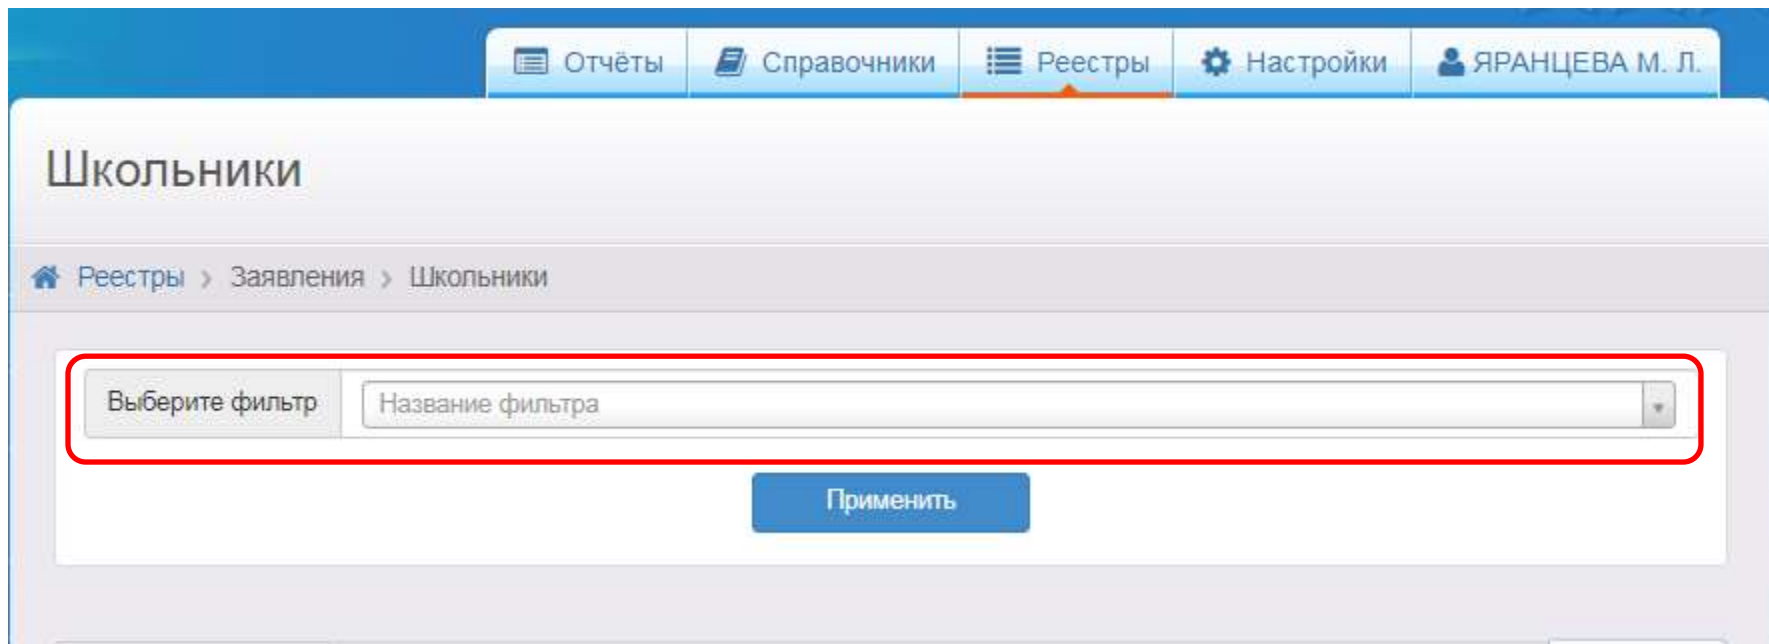 Отчёты Справочники Реестры Настройки ЯРАНЦЕВА М. Л.
Школьники
Реестры > Заявления > Школьники
Выберите фильтр Название фильтра
Применить